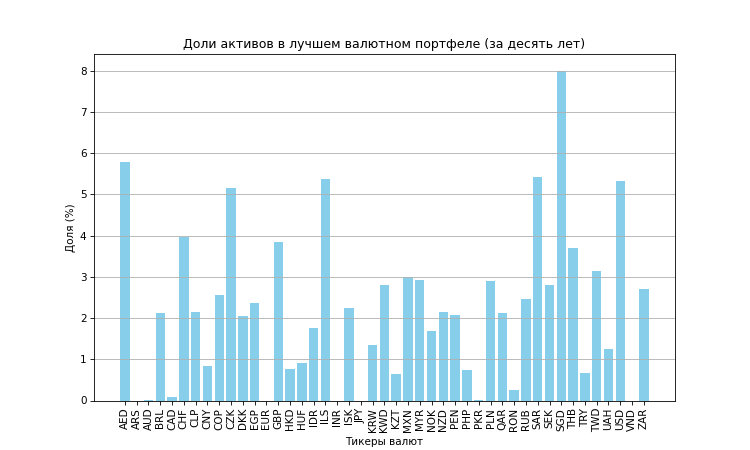 Доли активов в лучшем валютном портфеле (за десять лет)
Доля (%)
8
7
6
5
4
3
2
1
0
AED ARS AUD BRL CAD CHF CLP CNY COP CZK DKK EGP EUR GBP HKD HUF IDR ILS INR ISK JPY KRW KWD KZT MXN MYR NOK NZD PEN PHP PKR PLN QAR RON RUB SAR SEK SGD THB TRY TWD UAH USD VND ZAR
Тикеры валют